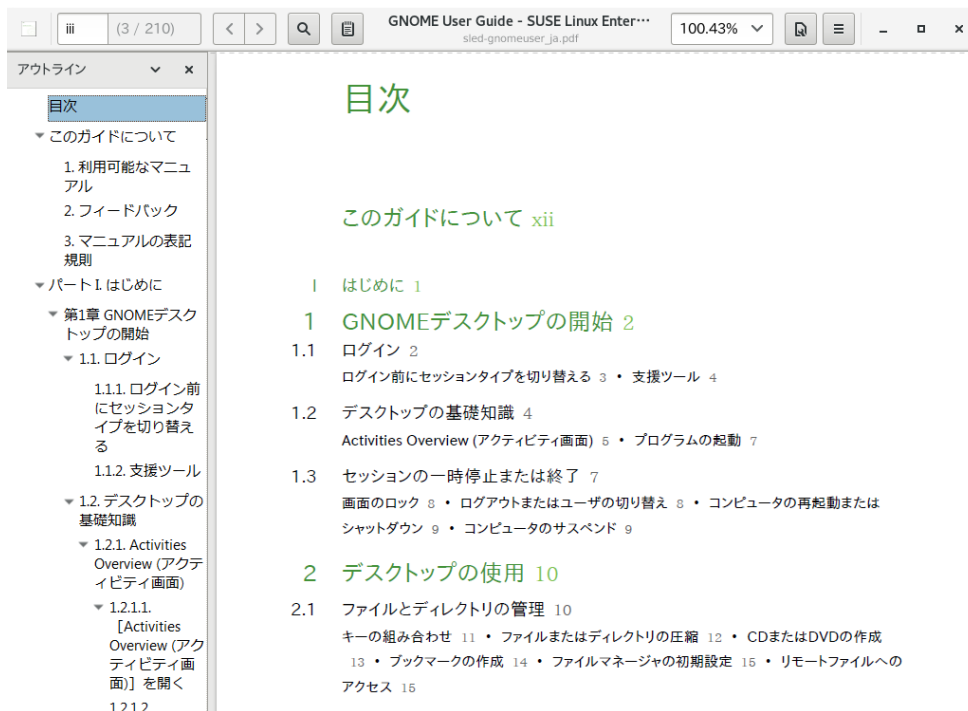 iii
(3 / 210)
GNOME User Guide - SUSE Linux Enter···
sled-gnomeuser_ja.pdf
100.43%
アウトライン
目次
このガイドについて
1. 利用可能なマニュ
アル
2. フィードバック
3. マニュアルの表記
規則
パート I. はじめに
第1章 GNOMEデスク
トップの開始
1.1. ログイン
1.1.1. ログイン前
にセッションタ
イプを切り替え
る
1.1.2. 支援ツール
1.2. デスクトップの
基礎知識
1.2.1. Activities
Overview (アクテ
ィビティ画面)
1.2.1.1.
［Activities
Overview (アク
ティビティ画
面)］を開く
1.2.1.2.
目次
このガイドについて xii
I はじめに 1
1 GNOMEデスクトップの開始 2
1.1 ログイン 2
ログイン前にセッションタイプを切り替える 3 • 支援ツール 4
1.2 デスクトップの基礎知識 4
Activities Overview (アクティビティ画面) 5 • プログラムの起動 7
1.3 セッションの一時停止または終了 7
画面のロック 8 • ログアウトまたはユーザの切り替え 8 • コンピュータの再起動または
シャットダウン 9 • コンピュータのサスペンド 9
2 デスクトップの使用 10
2.1 ファイルとディレクトリの管理 10
キーの組み合わせ 11 • ファイルまたはディレクトリの圧縮 12 • CDまたはDVDの作成
13 • ブックマークの作成 14 • ファイルマネージャの初期設定 15 • リモートファイルへの
アクセス 15